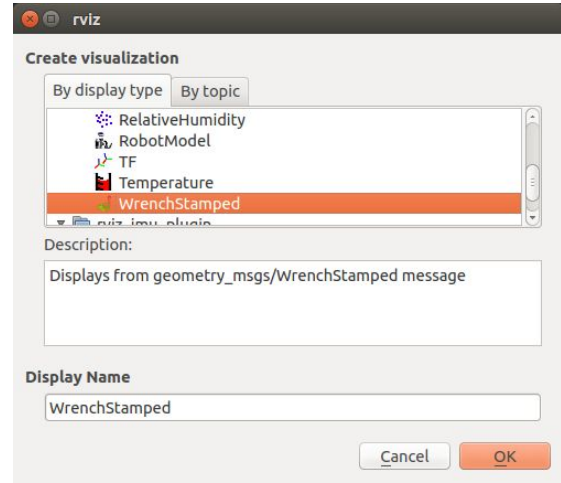 rviz
Create visualization
By display type By topic
RelativeHumidity
RobotModel
TF
Temperature
WrenchStamped
rviz_imu_plugin
Description:
Displays from geometry_msgs/WrenchStamped message
Display Name
WrenchStamped
Cancel OK